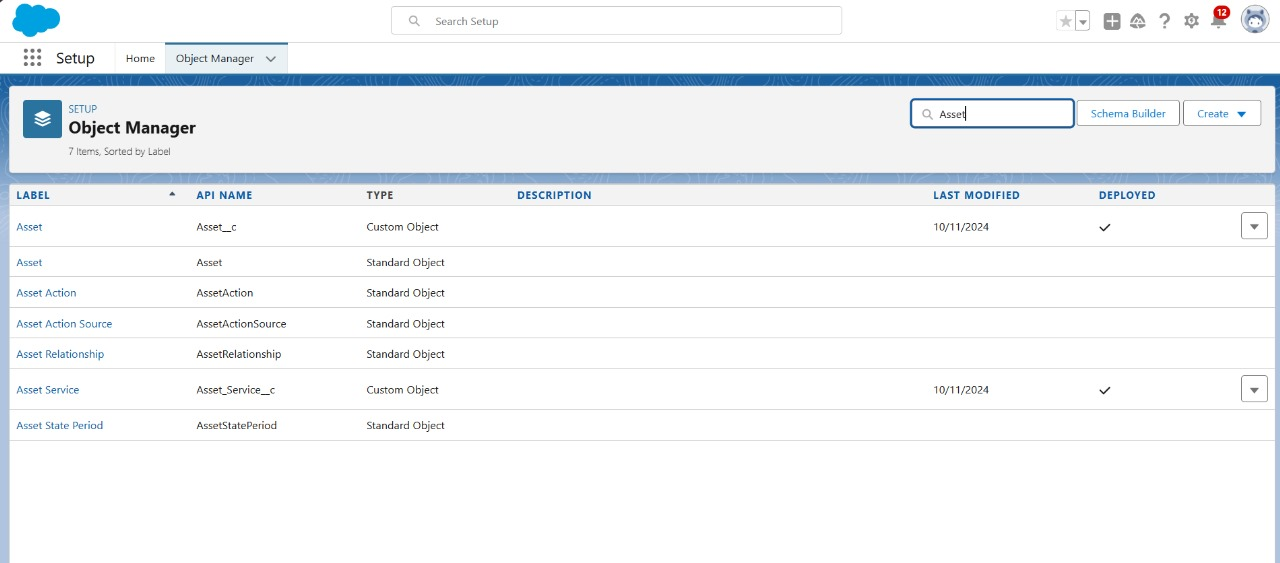 Search Setup
12
Setup
Home
Object Manager
SETUP
Object Manager
7 Items, Sorted by Label
Asset
Schema Builder
Create
LABEL API NAME TYPE DESCRIPTION LAST MODIFIED DEPLOYED
Asset Asset__c Custom Object 10/11/2024
Asset Asset Standard Object
Asset Action AssetAction Standard Object
Asset Action Source AssetActionSource Standard Object
Asset Relationship AssetRelationship Standard Object
Asset Service Asset_Service__c Custom Object 10/11/2024
Asset State Period AssetStatePeriod Standard Object